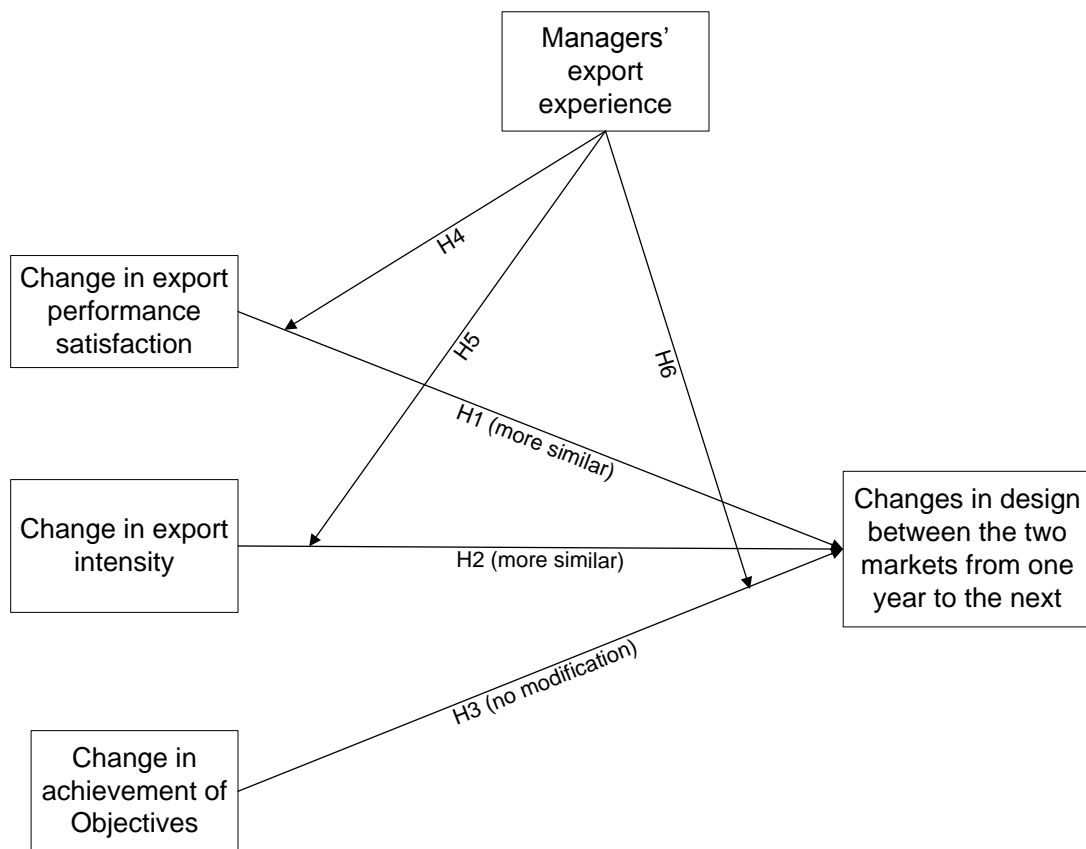 Managers’
export
experience
H4
Change in export
performance
satisfaction
H5
H6
H1 (more similar)
Change in export
intensity
H2 (more similar)
Changes in design
between the two
markets from one
year to the next
H3 (no modification)
Change in
achievement of
Objectives